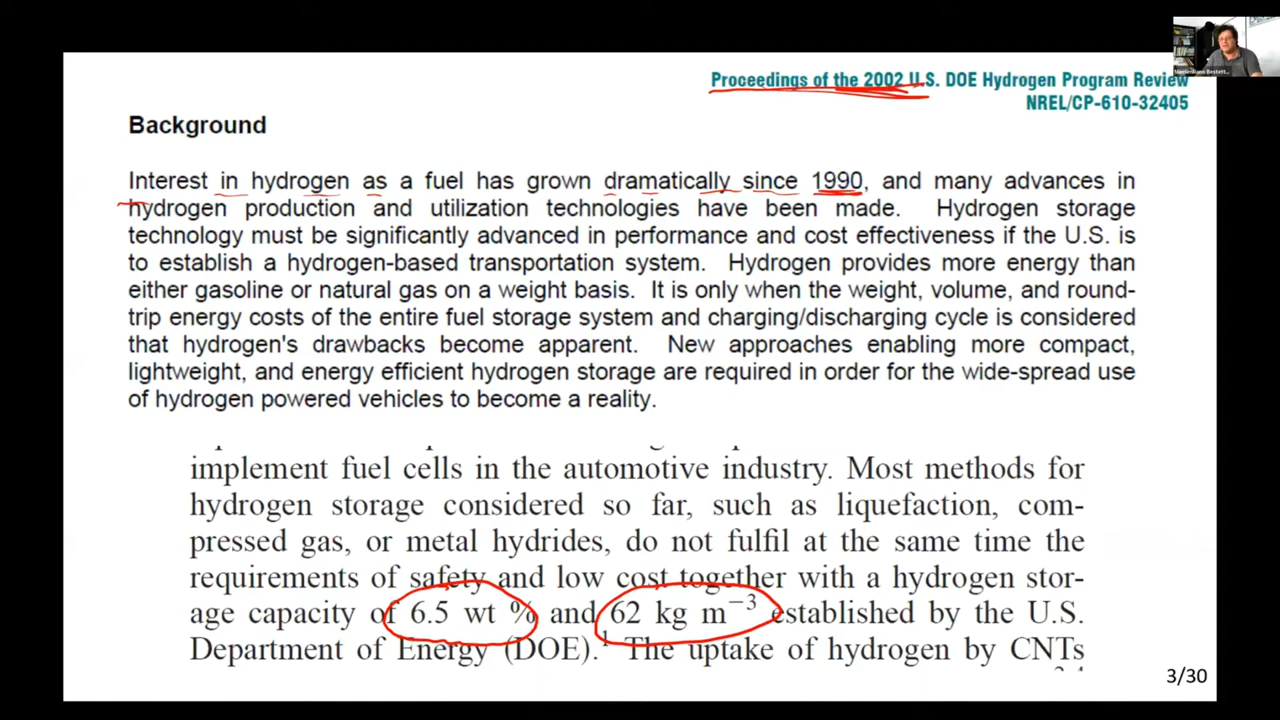 Proceedings of the 2002 U.S. DOE Hydrogen Program Review
NREL/CP-610-32405
Background
Interest in hydrogen as a fuel has grown dramatically since 1990, and many advances in
hydrogen production and utilization technologies have been made. Hydrogen storage
technology must be significantly advanced in performance and cost effectiveness if the U.S. is
to establish a hydrogen-based transportation system. Hydrogen provides more energy than
either gasoline or natural gas on a weight basis. It is only when the weight, volume, and round-
trip energy costs of the entire fuel storage system and charging/discharging cycle is considered
that hydrogen's drawbacks become apparent. New approaches enabling more compact,
lightweight, and energy efficient hydrogen storage are required in order for the wide-spread use
of hydrogen powered vehicles to become a reality.
implement fuel cells in the automotive industry. Most methods for
hydrogen storage considered so far, such as liquefaction, com-
pressed gas, or metal hydrides, do not fulfil at the same time the
requirements of safety and low cost together with a hydrogen stor-
age capacity of 6.5 wt % and 62 kg m⁻³ established by the U.S.
Department of Energy (DOE).¹ The uptake of hydrogen by CNTs
3/30